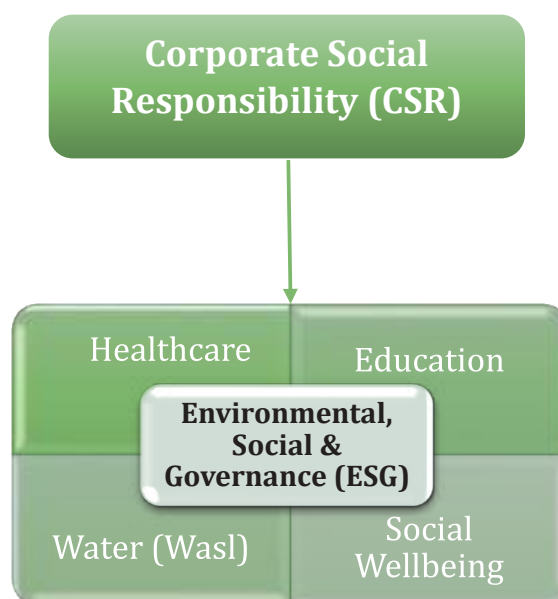 Corporate Social
Responsibility (CSR)
Healthcare
Education
Environmental,
Social &
Governance (ESG)
Water (Wasl)
Social
Wellbeing